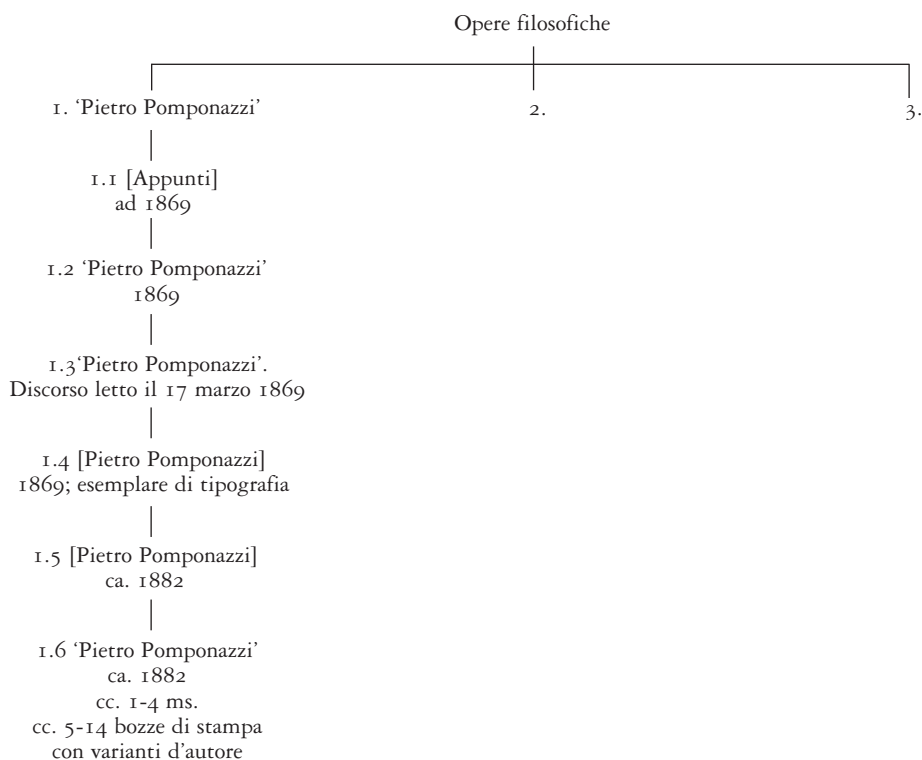 Opere filosofiche
1. ‘Pietro Pomponazzi’
2.
3.
1.1 [Appunti]
ad 1869
1.2 ‘Pietro Pomponazzi’
1869
1.3‘Pietro Pomponazzi’.
Discorso letto il 17 marzo 1869
1.4 [Pietro Pomponazzi]
1869; esemplare di tipografia
1.5 [Pietro Pomponazzi]
ca. 1882
1.6 ‘Pietro Pomponazzi’
ca. 1882
cc. 1-4 ms.
cc. 5-14 bozze di stampa
con varianti d’autore